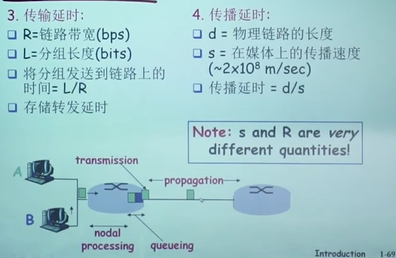 3. 传输延时:
R=链路带宽(bps)
L=分组长度(bits)
将分组发送到链路上的
时间= L/R
存储转发延时
4. 传播延时:
d = 物理链路的长度
s = 在媒体上的传播速度
(~2x10⁸ m/sec)
传播延时 = d/s
Note: s and R are very
different quantities!
transmission
A
propagation
B
nodal
processing
queueing
Introduction 1-69